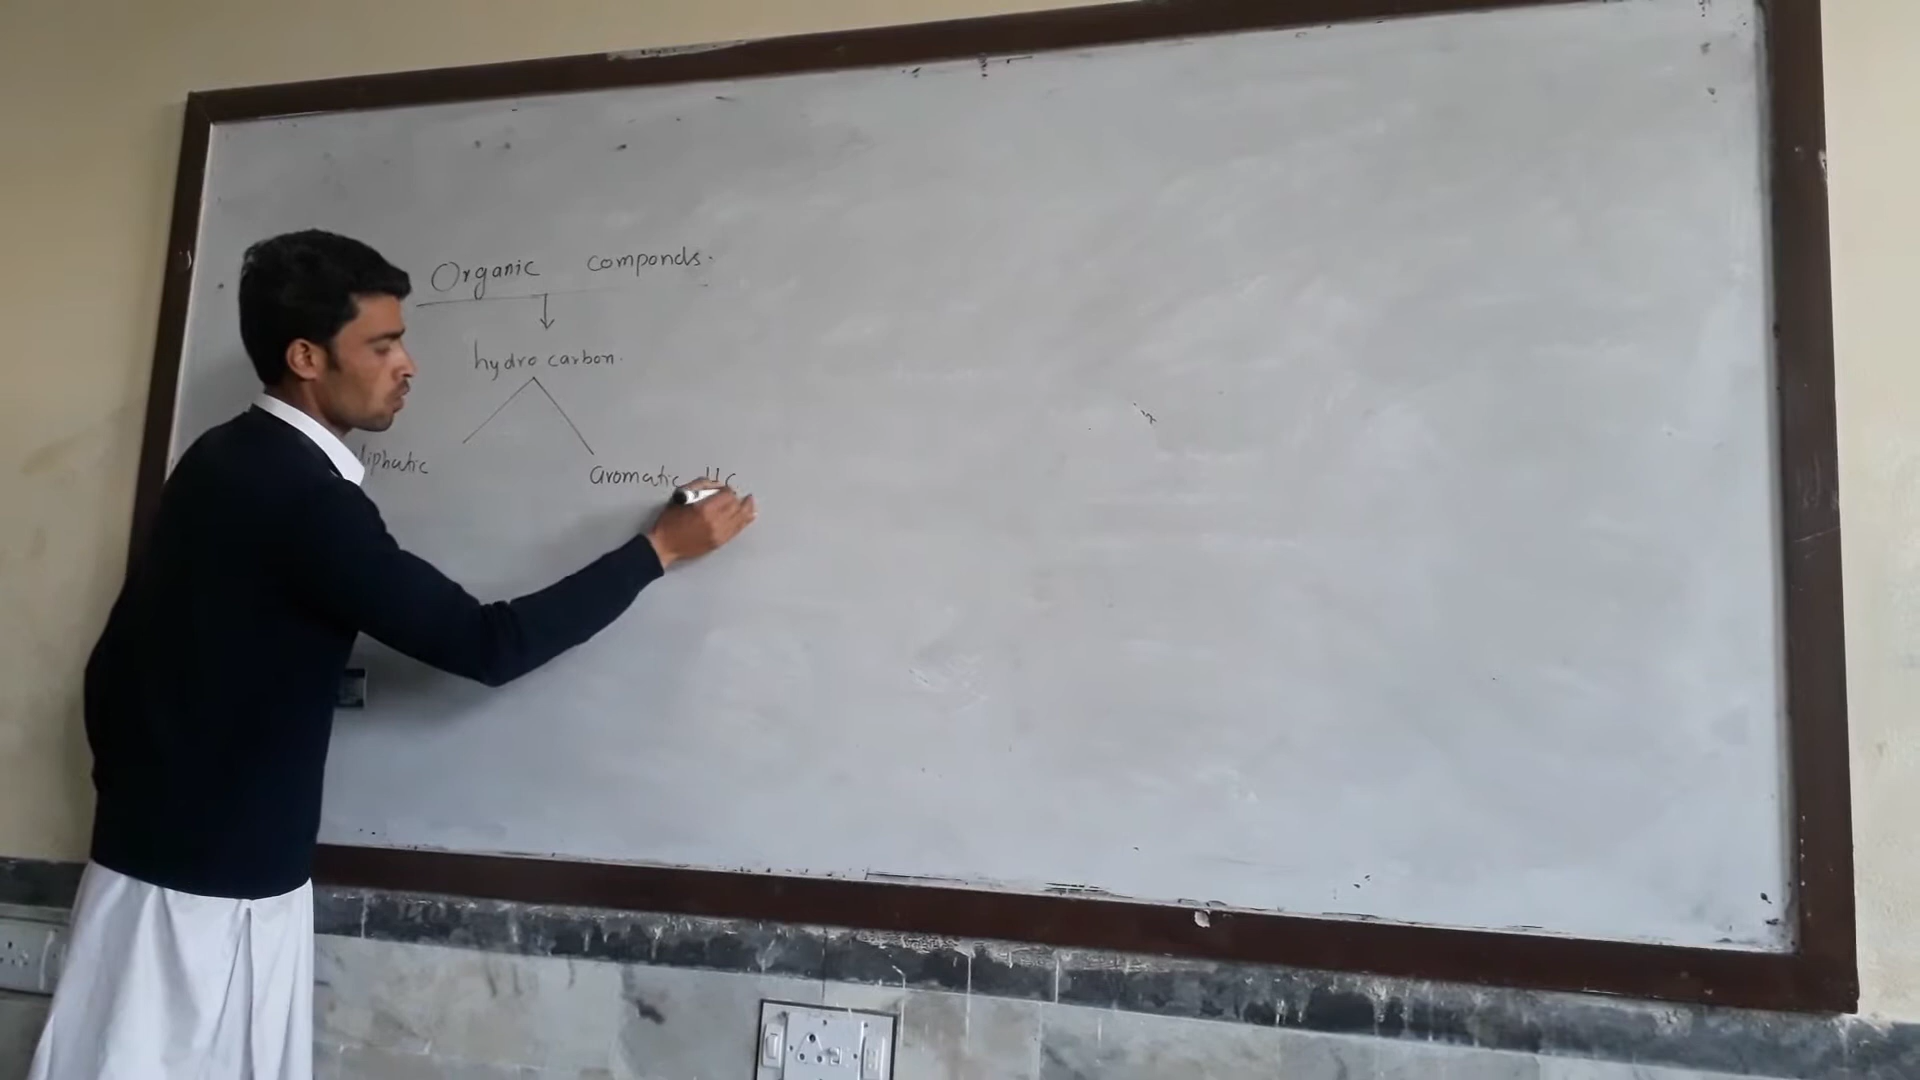 Organic componds.
hydro carbon.
liphatic
aromatic HC